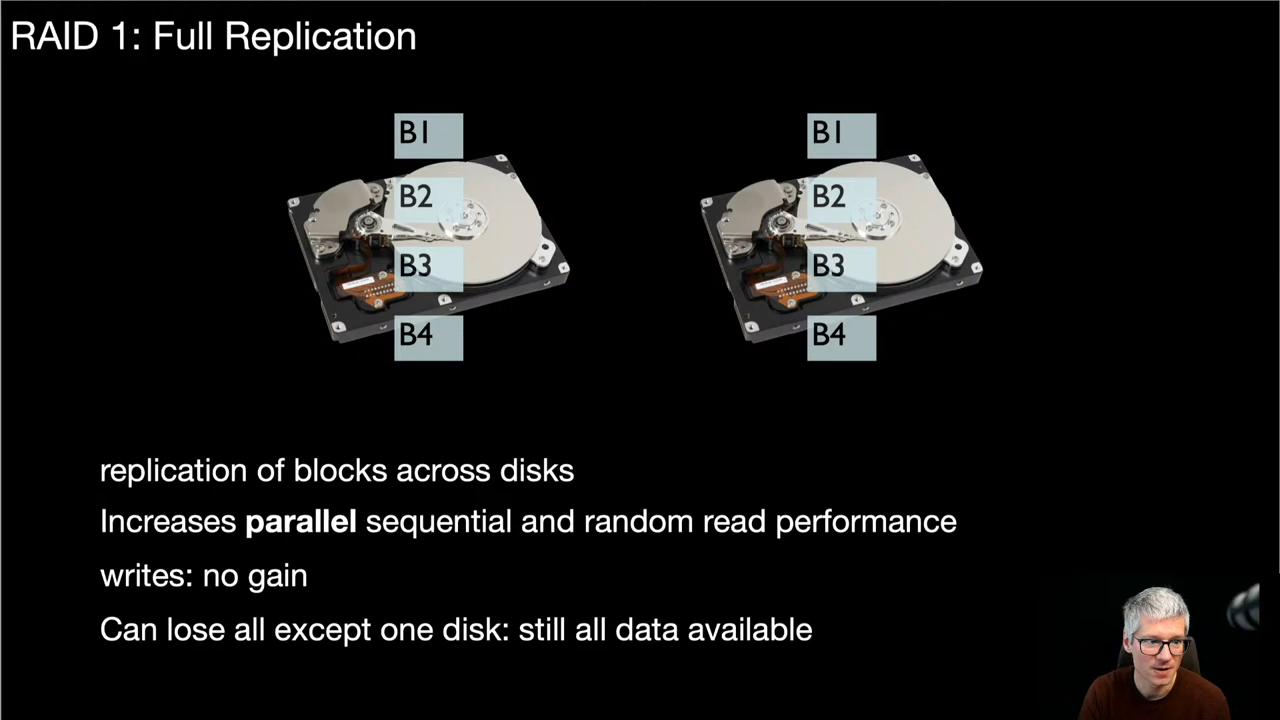 RAID 1: Full Replication
B1 B1
B2 B2
B3 B3
B4 B4
replication of blocks across disks
Increases parallel sequential and random read performance
writes: no gain
Can lose all except one disk: still all data available